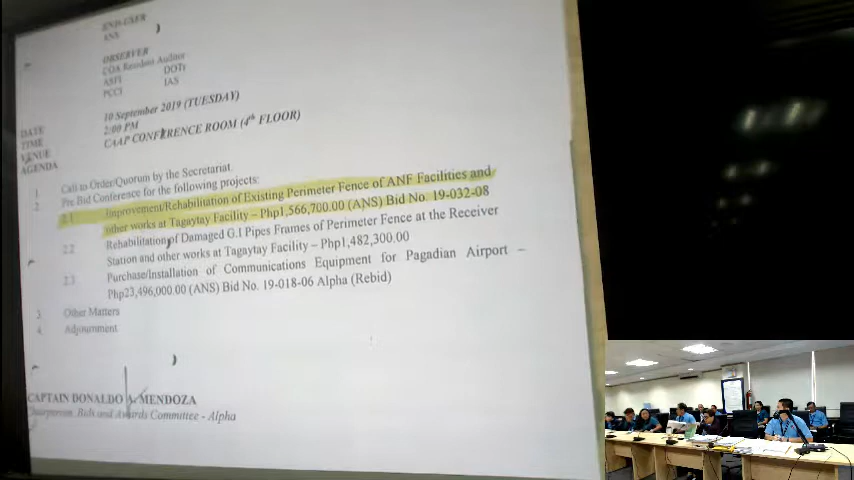 END-USER
ANS
OBSERVER
COA Resident Auditor
ASFI DOTr
PCCI IAS
DATE 10 September 2019 (TUESDAY)
TIME 2:00 PM
VENUE CAAP CONFERENCE ROOM (4th FLOOR)
AGENDA
1. Call to Order/Quorum by the Secretariat
2. Pre Bid Conference for the following projects:
2.1 Improvement/Rehabilitation of Existing Perimeter Fence of ANF Facilities and
other works at Tagaytay Facility – Php1,566,700.00 (ANS) Bid No. 19-032-08
2.2 Rehabilitation of Damaged G.I Pipes Frames of Perimeter Fence at the Receiver
Station and other works at Tagaytay Facility – Php1,482,300.00
2.3 Purchase/Installation of Communications Equipment for Pagadian Airport –
Php23,496,000.00 (ANS) Bid No. 19-018-06 Alpha (Rebid)
3. Other Matters
4. Adjournment
CAPTAIN DONALDO A. MENDOZA
Chairperson, Bids and Awards Committee - Alpha